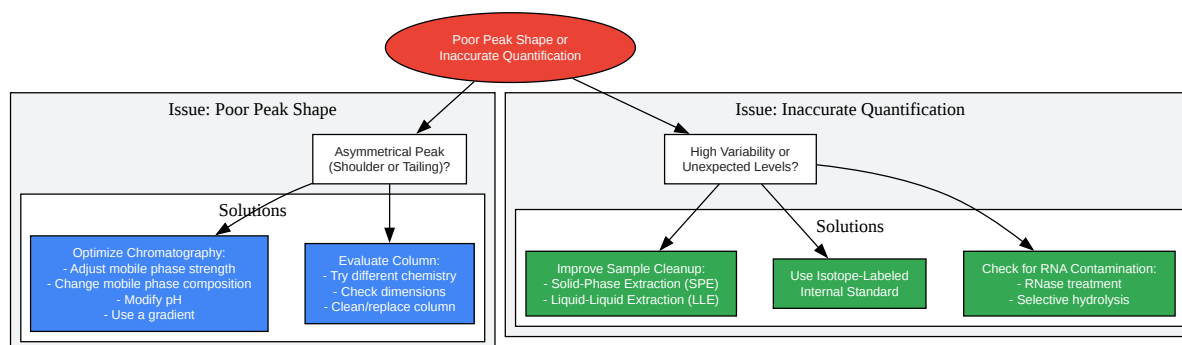 Poor Peak Shape or
Inaccurate Quantification
Issue: Poor Peak Shape
Asymmetrical Peak
(Shoulder or Tailing)?
Solutions
Optimize Chromatography:
- Adjust mobile phase strength
- Change mobile phase composition
- Modify pH
- Use a gradient
Evaluate Column:
- Try different chemistry
- Check dimensions
- Clean/replace column
Issue: Inaccurate Quantification
High Variability or
Unexpected Levels?
Solutions
Improve Sample Cleanup:
- Solid-Phase Extraction (SPE)
- Liquid-Liquid Extraction (LLE)
Use Isotope-Labeled
Internal Standard
Check for RNA Contamination:
- RNase treatment
- Selective hydrolysis